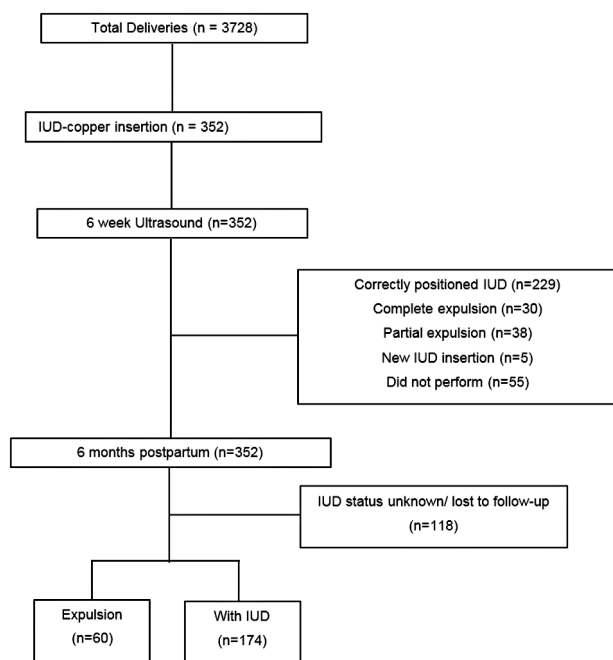 Total Deliveries (n = 3728)
IUD-copper insertion (n = 352)
6 week Ultrasound (n=352)
Correctly positioned IUD (n=229)
Complete expulsion (n=30)
Partial expulsion (n=38)
New IUD insertion (n=5)
Did not perform (n=55)
6 months postpartum (n=352)
IUD status unknown/ lost to follow-up
(n=118)
Expulsion
(n=60)
With IUD
(n=174)